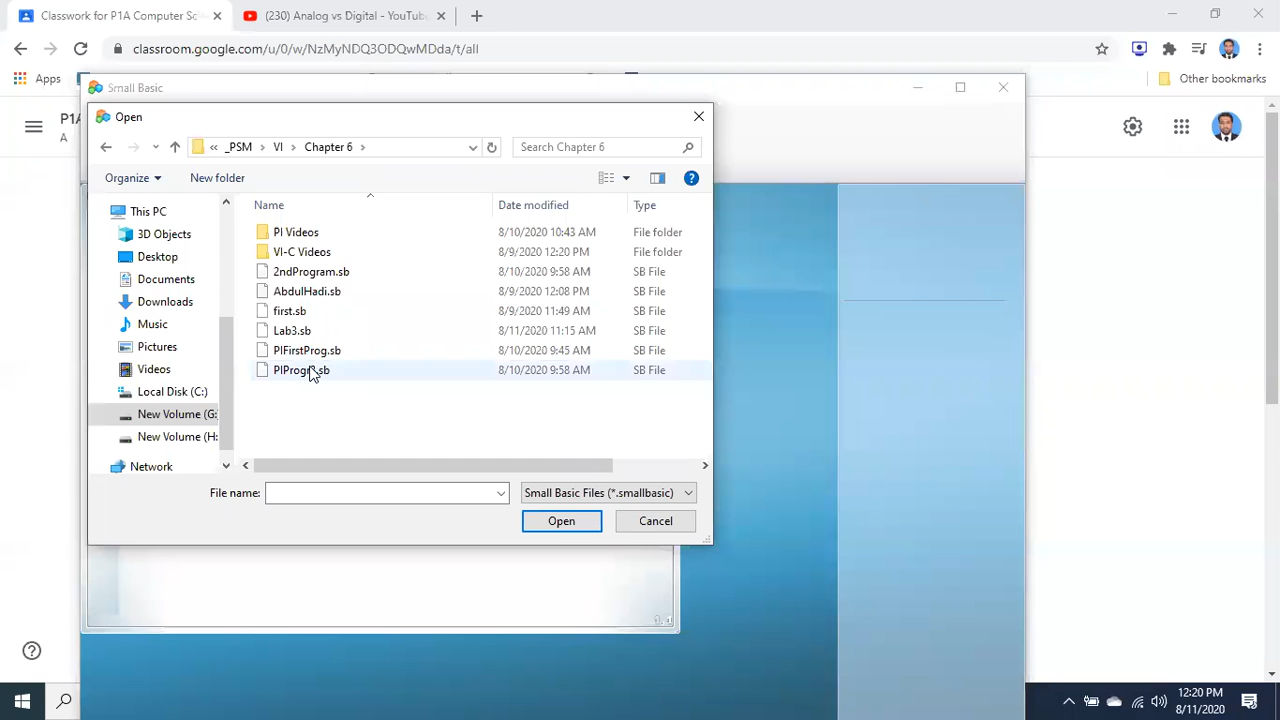 Classwork for P1A Computer Sci
(230) Analog vs Digital - YouTube
classroom.google.com/u/0/w/NzMyNDQ3ODQwMDda/t/all
Apps
Other bookmarks
Small Basic
P1A
A
Open
_PSM
VI
Chapter 6
Search Chapter 6
Organize
New folder
Name
Date modified
Type
This PC
3D Objects
Desktop
Documents
Downloads
Music
Pictures
Videos
Local Disk (C:)
New Volume (G:
New Volume (H:
Network
PI Videos 8/10/2020 10:43 AM File folder
VI-C Videos 8/9/2020 12:20 PM File folder
2ndProgram.sb 8/10/2020 9:58 AM SB File
AbdulHadi.sb 8/9/2020 12:08 PM SB File
first.sb 8/9/2020 11:49 AM SB File
Lab3.sb 8/11/2020 11:15 AM SB File
PIFirstProg.sb 8/10/2020 9:45 AM SB File
8/10/2020 9:58 AM SB File
File name:
Small Basic Files (*.smallbasic)
Open
Cancel
12:20 PM
8/11/2020